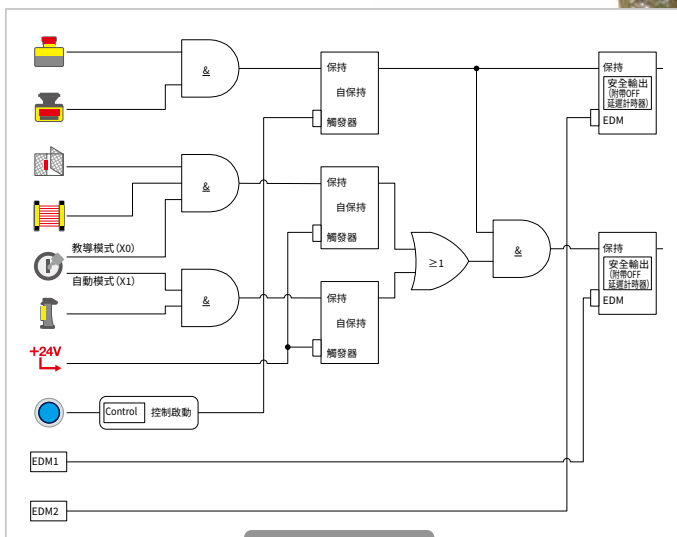 &
保持
自保持
觸發器
保持
安全輸出
(附帶OFF
延遲計時器)
EDM
&
保持
自保持
觸發器
教導模式(X0)
自動模式(X1)
≥1
&
保持
安全輸出
(附帶OFF
延遲計時器)
EDM
&
保持
自保持
觸發器
+24V
Control 控制啟動
EDM1
EDM2